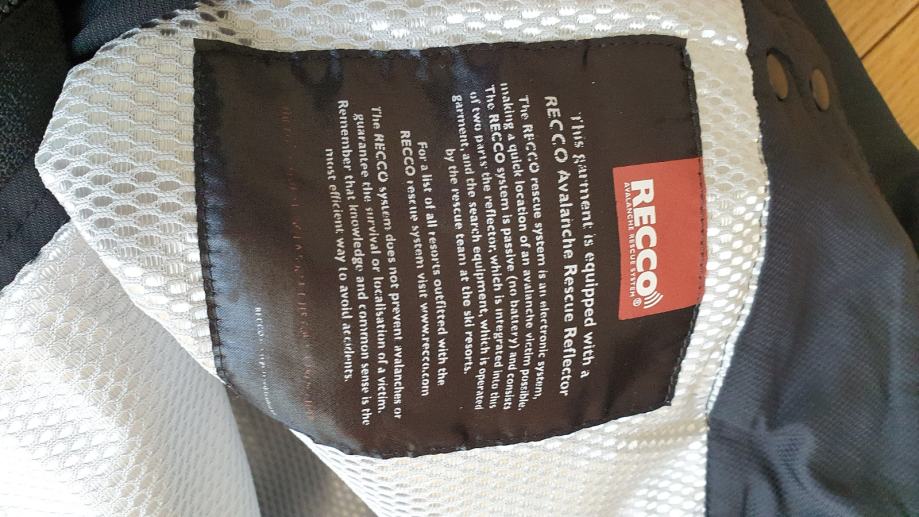 RECCO®
AVALANCHE RESCUE SYSTEM
This garment is equipped with a
RECCO Avalanche Rescue Reflector
The RECCO rescue system is an electronic system,
making a quick location of an avalanche victim possible.
The RECCO system is passive (no battery) and consists
of two parts: the reflector, which is integrated into this
garment, and the search equipment, which is operated
by the rescue team at the ski resorts.
For a list of all resorts outfitted with the
RECCO rescue system visit www.recco.com
The RECCO system does not prevent avalanches or
guarantee the survival or localisation of a victim.
Remember that knowledge and common sense is the
most efficient way to avoid accidents.